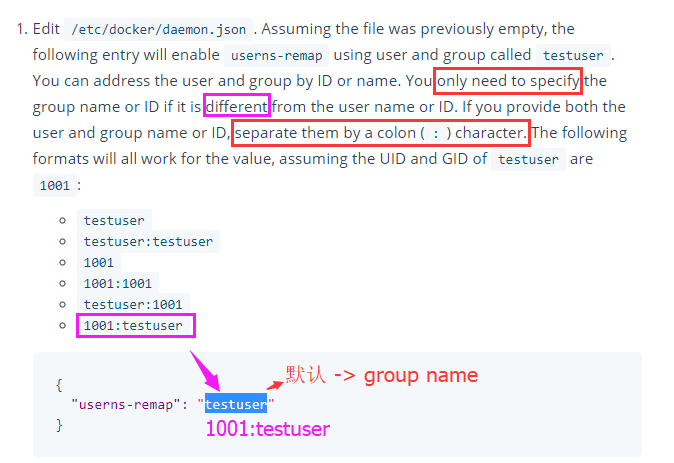 1. Edit /etc/docker/daemon.json . Assuming the file was previously empty, the
following entry will enable userns-remap using user and group called testuser .
You can address the user and group by ID or name. You only need to specify the
group name or ID if it is different from the user name or ID. If you provide both the
user and group name or ID, separate them by a colon ( : ) character. The following
formats will all work for the value, assuming the UID and GID of testuser are
1001 :
testuser
testuser:testuser
1001
1001:1001
testuser:1001
1001:testuser
默认 -> group name
{
"userns-remap": "testuser"
}
1001:testuser